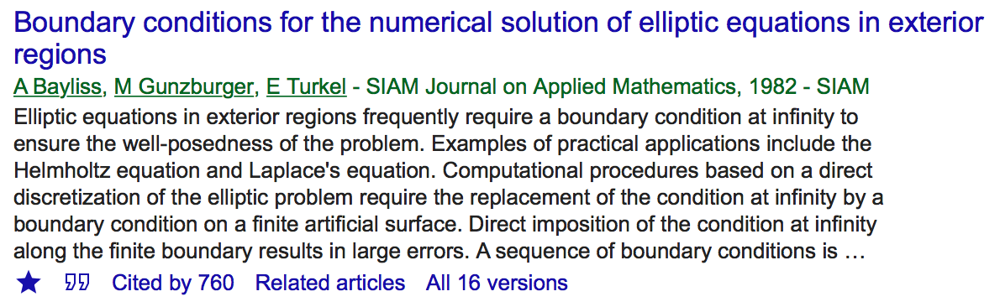 Boundary conditions for the numerical solution of elliptic equations in exterior
regions
A Bayliss, M Gunzburger, E Turkel - SIAM Journal on Applied Mathematics, 1982 - SIAM
Elliptic equations in exterior regions frequently require a boundary condition at infinity to
ensure the well-posedness of the problem. Examples of practical applications include the
Helmholtz equation and Laplace's equation. Computational procedures based on a direct
discretization of the elliptic problem require the replacement of the condition at infinity by a
boundary condition on a finite artificial surface. Direct imposition of the condition at infinity
along the finite boundary results in large errors. A sequence of boundary conditions is …
Cited by 760 Related articles All 16 versions